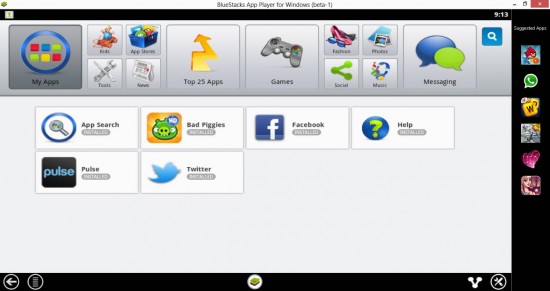 BlueStacks App Player for Windows (beta-1)
1
9:13
Suggested Apps
Kids
App Stores
Fashion
Photos
My Apps
Tools
News
Top 25 Apps
Games
Social
Music
Messaging
App Search
INSTALLED
HD
Bad Piggies
INSTALLED
Facebook
INSTALLED
Help
INSTALLED
pulse
Pulse
INSTALLED
Twitter
INSTALLED